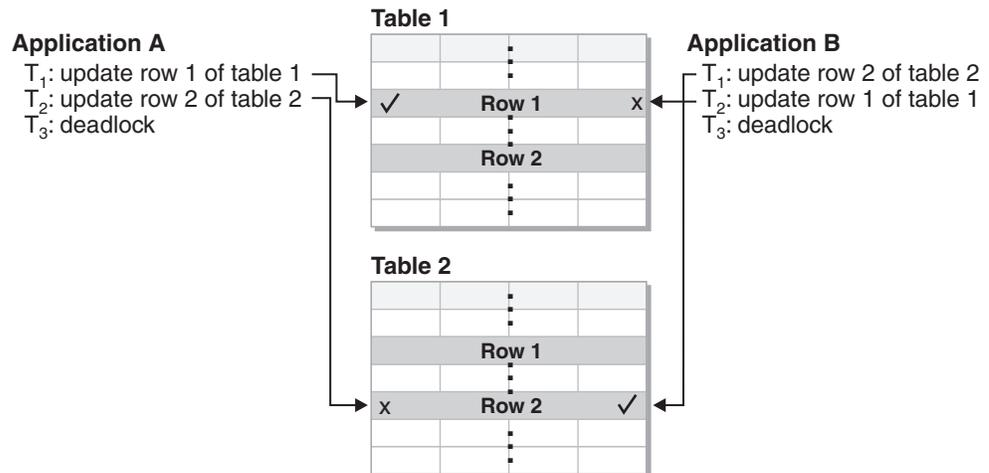 Application A
T₁: update row 1 of table 1
T₂: update row 2 of table 2
T₃: deadlock
Table 1
✓ Row 1 x
Row 2
Application B
T₁: update row 2 of table 2
T₂: update row 1 of table 1
T₃: deadlock
Table 2
Row 1
x Row 2 ✓